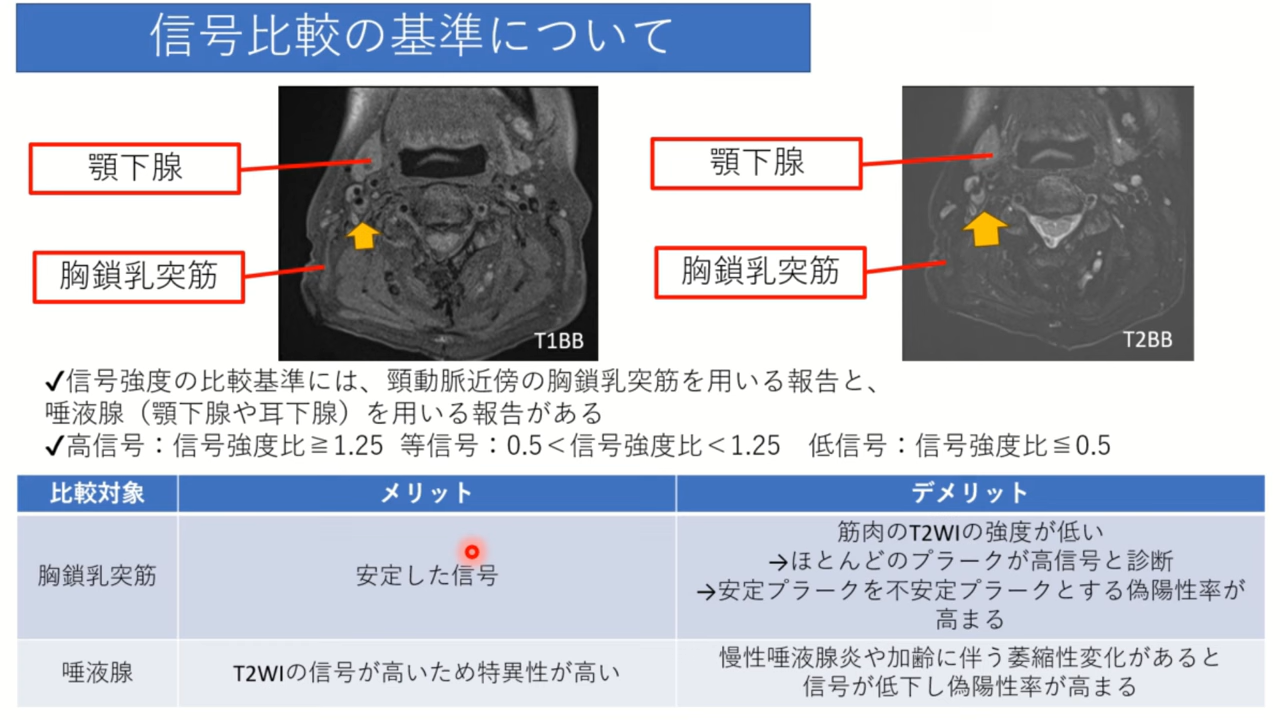 信号比較の基準について
顎下腺
胸鎖乳突筋
T1BB
顎下腺
胸鎖乳突筋
T2BB
✓信号強度の比較基準には、頸動脈近傍の胸鎖乳突筋を用いる報告と、
唾液腺（顎下腺や耳下腺）を用いる報告がある
✓高信号：信号強度比≧1.25 等信号：0.5＜信号強度比＜1.25 低信号：信号強度比≦0.5
比較対象 メリット デメリット
胸鎖乳突筋
安定した信号
筋肉のT2WIの強度が低い
→ほとんどのプラークが高信号と診断
→安定プラークを不安定プラークとする偽陽性率が
高まる
唾液腺
T2WIの信号が高いため特異性が高い
慢性唾液腺炎や加齢に伴う萎縮性変化があると
信号が低下し偽陽性率が高まる